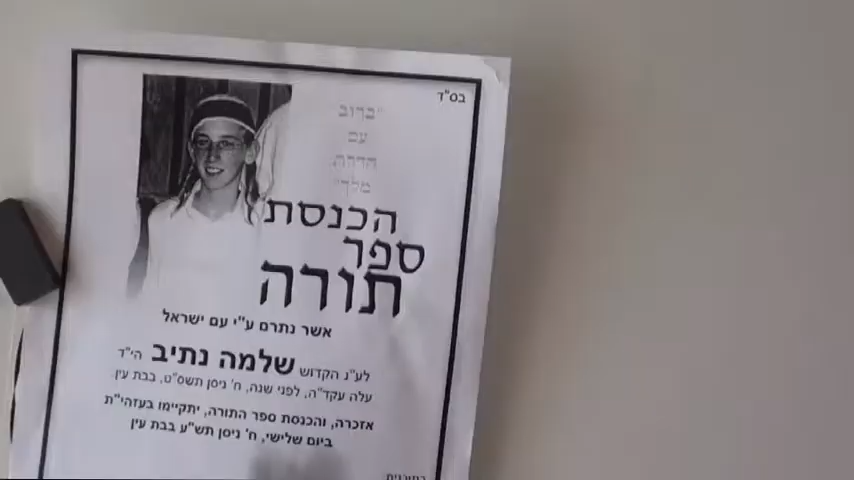 בס"ד
"ברוב
עם
הדרת
מלך"
הכנסת
ספר
תורה
אשר נתרם ע"י עם ישראל
לע"נ הקדוש שלמה נתיב הי"ד
עלה עקד"ה, לפני שנה, ח' ניסן תשס"ט, בבת עין
אזכרה, והכנסת ספר התורה, יתקיימו בעזהי"ת
ביום שלישי, ח' ניסן תש"ע בבת עין